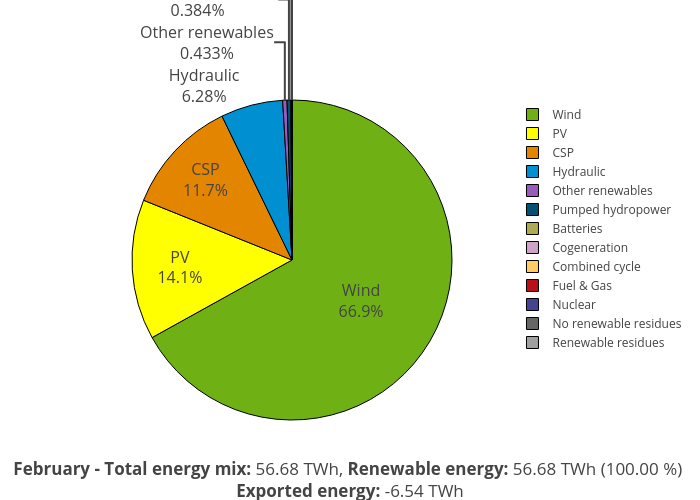 0.384%
Other renewables
0.433%
Hydraulic
6.28%
CSP
11.7%
PV
14.1%
Wind
66.9%
Wind
PV
CSP
Hydraulic
Other renewables
Pumped hydropower
Batteries
Cogeneration
Combined cycle
Fuel & Gas
Nuclear
No renewable residues
Renewable residues
February - Total energy mix: 56.68 TWh, Renewable energy: 56.68 TWh (100.00 %)
Exported energy: -6.54 TWh